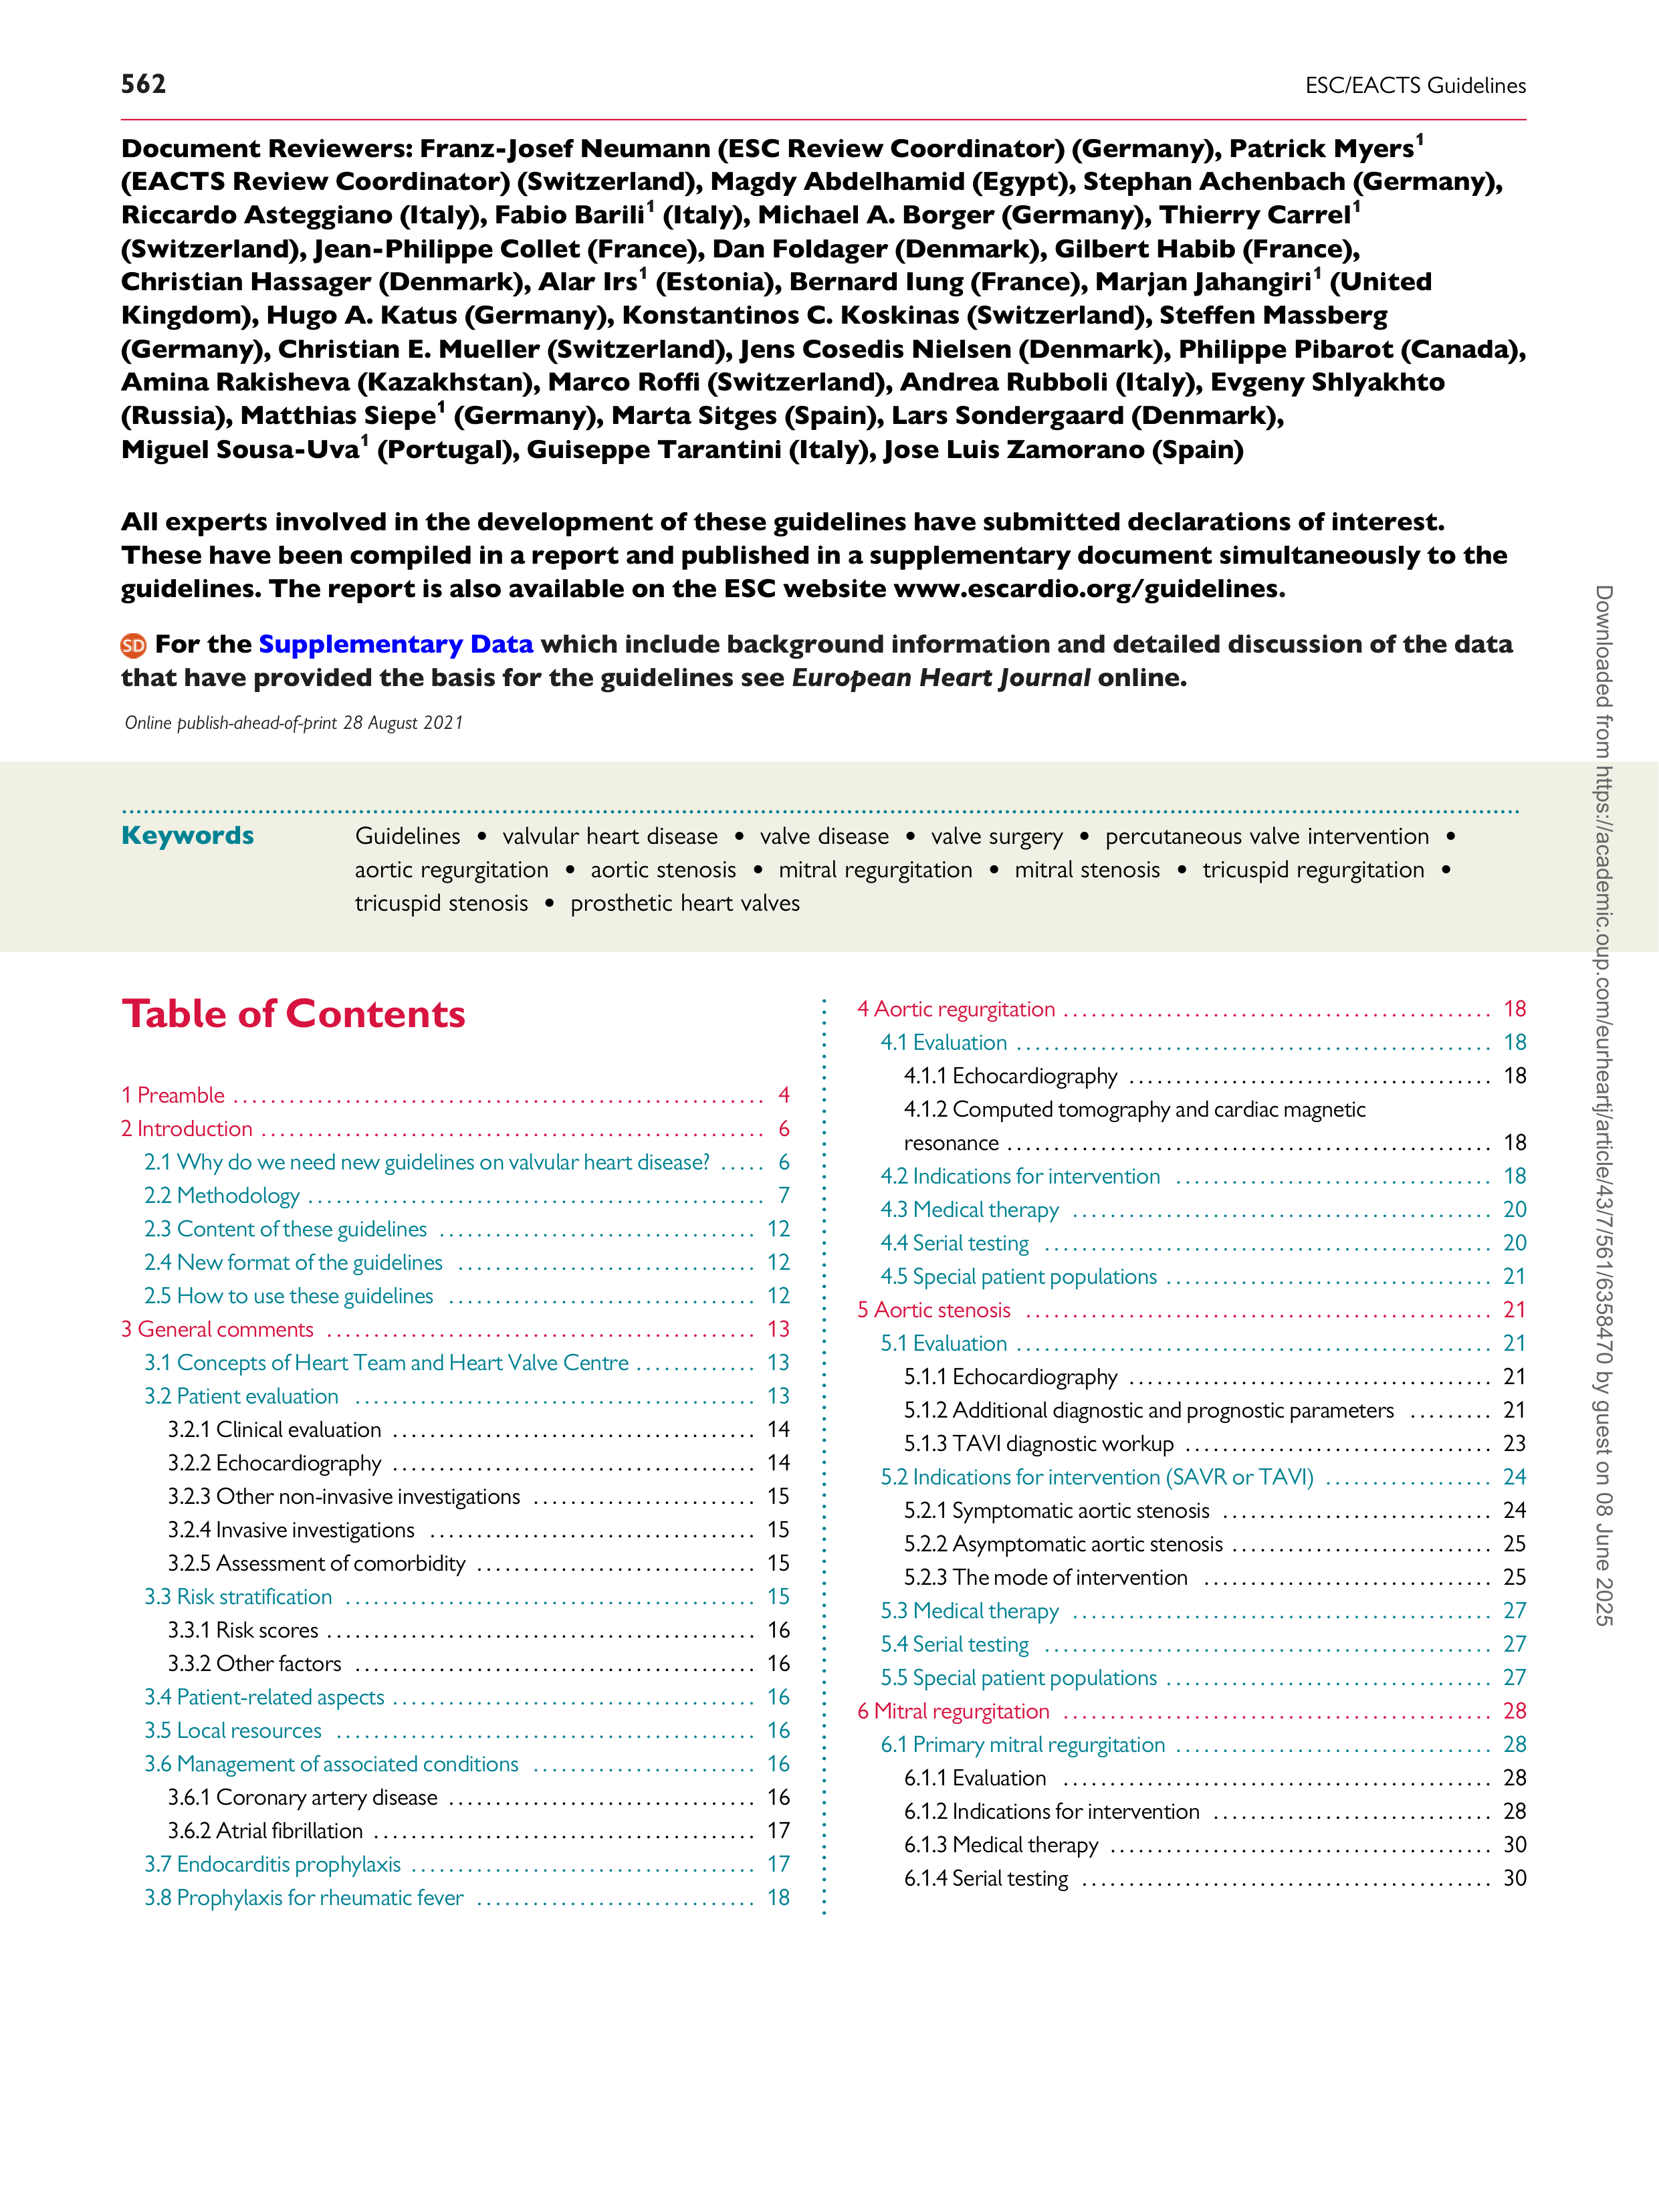 562
ESC/EACTS Guidelines
Document Reviewers: Franz-Josef Neumann (ESC Review Coordinator) (Germany), Patrick Myers1
(EACTS Review Coordinator) (Switzerland), Magdy Abdelhamid (Egypt), Stephan Achenbach (Germany),
Riccardo Asteggiano (Italy), Fabio Barili1 (Italy), Michael A. Borger (Germany), Thierry Carrel1
(Switzerland), Jean-Philippe Collet (France), Dan Foldager (Denmark), Gilbert Habib (France),
Christian Hassager (Denmark), Alar Irs1 (Estonia), Bernard Iung (France), Marjan Jahangiri1 (United
Kingdom), Hugo A. Katus (Germany), Konstantinos C. Koskinas (Switzerland), Steffen Massberg
(Germany), Christian E. Mueller (Switzerland), Jens Cosedis Nielsen (Denmark), Philippe Pibarot (Canada),
Amina Rakisheva (Kazakhstan), Marco Roffi (Switzerland), Andrea Rubboli (Italy), Evgeny Shlyakhto
(Russia), Matthias Siepe1 (Germany), Marta Sitges (Spain), Lars Sondergaard (Denmark),
Miguel Sousa-Uva1 (Portugal), Guiseppe Tarantini (Italy), Jose Luis Zamorano (Spain)
All experts involved in the development of these guidelines have submitted declarations of interest.
These have been compiled in a report and published in a supplementary document simultaneously to the
guidelines. The report is also available on the ESC website www.escardio.org/guidelines.
SD For the Supplementary Data which include background information and detailed discussion of the data
that have provided the basis for the guidelines see European Heart Journal online.
Online publish-ahead-of-print 28 August 2021
Keywords
Guidelines • valvular heart disease • valve disease • valve surgery • percutaneous valve intervention •
aortic regurgitation • aortic stenosis • mitral regurgitation • mitral stenosis • tricuspid regurgitation •
tricuspid stenosis • prosthetic heart valves
Table of Contents
1 Preamble 4
2 Introduction 6
2.1 Why do we need new guidelines on valvular heart disease? 6
2.2 Methodology 7
2.3 Content of these guidelines 12
2.4 New format of the guidelines 12
2.5 How to use these guidelines 12
3 General comments 13
3.1 Concepts of Heart Team and Heart Valve Centre 13
3.2 Patient evaluation 13
3.2.1 Clinical evaluation 14
3.2.2 Echocardiography 14
3.2.3 Other non-invasive investigations 15
3.2.4 Invasive investigations 15
3.2.5 Assessment of comorbidity 15
3.3 Risk stratification 15
3.3.1 Risk scores 16
3.3.2 Other factors 16
3.4 Patient-related aspects 16
3.5 Local resources 16
3.6 Management of associated conditions 16
3.6.1 Coronary artery disease 16
3.6.2 Atrial fibrillation 17
3.7 Endocarditis prophylaxis 17
3.8 Prophylaxis for rheumatic fever 18
4 Aortic regurgitation 18
4.1 Evaluation 18
4.1.1 Echocardiography 18
4.1.2 Computed tomography and cardiac magnetic
resonance 18
4.2 Indications for intervention 18
4.3 Medical therapy 20
4.4 Serial testing 20
4.5 Special patient populations 21
5 Aortic stenosis 21
5.1 Evaluation 21
5.1.1 Echocardiography 21
5.1.2 Additional diagnostic and prognostic parameters 21
5.1.3 TAVI diagnostic workup 23
5.2 Indications for intervention (SAVR or TAVI) 24
5.2.1 Symptomatic aortic stenosis 24
5.2.2 Asymptomatic aortic stenosis 25
5.2.3 The mode of intervention 25
5.3 Medical therapy 27
5.4 Serial testing 27
5.5 Special patient populations 27
6 Mitral regurgitation 28
6.1 Primary mitral regurgitation 28
6.1.1 Evaluation 28
6.1.2 Indications for intervention 28
6.1.3 Medical therapy 30
6.1.4 Serial testing 30
Downloaded from https://academic.oup.com/eurheartj/article/43/7/561/6358470 by guest on 08 June 2025